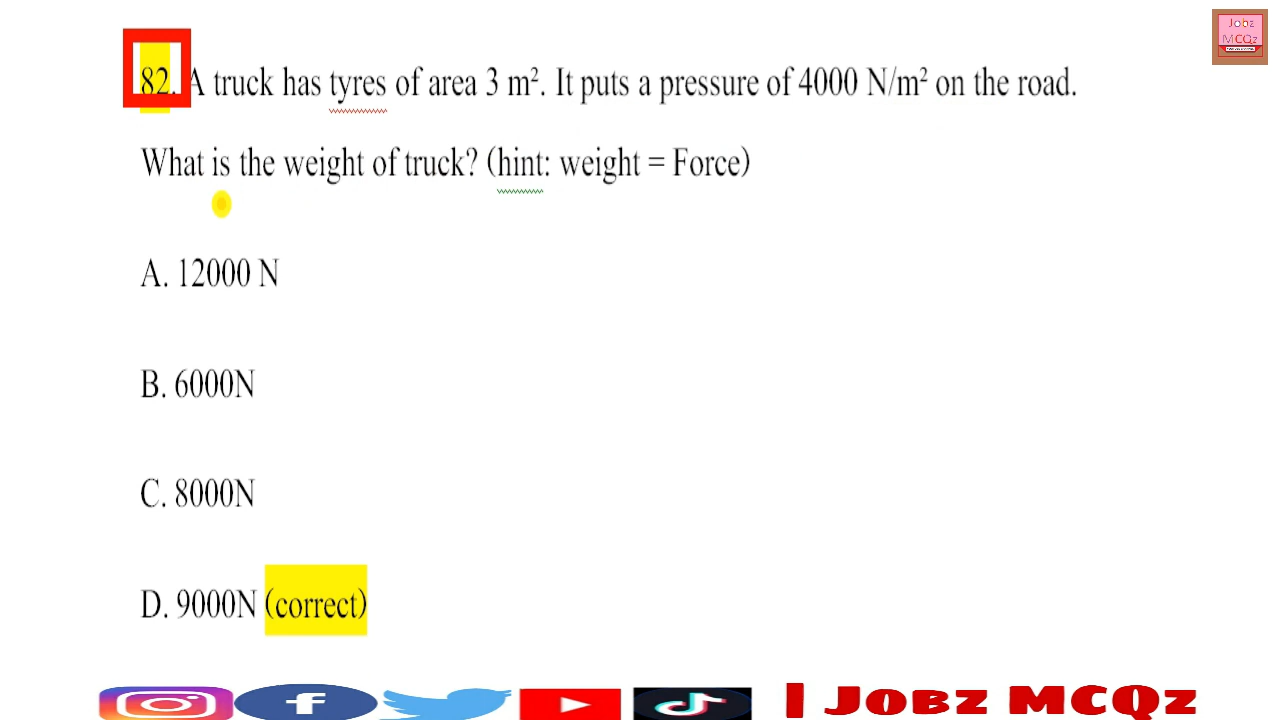 Jobz
MCQz
82. A truck has tyres of area 3 m². It puts a pressure of 4000 N/m² on the road.
What is the weight of truck? (hint: weight = Force)
A. 12000 N
B. 6000N
C. 8000N
D. 9000N (correct)
| Jobz MCQz